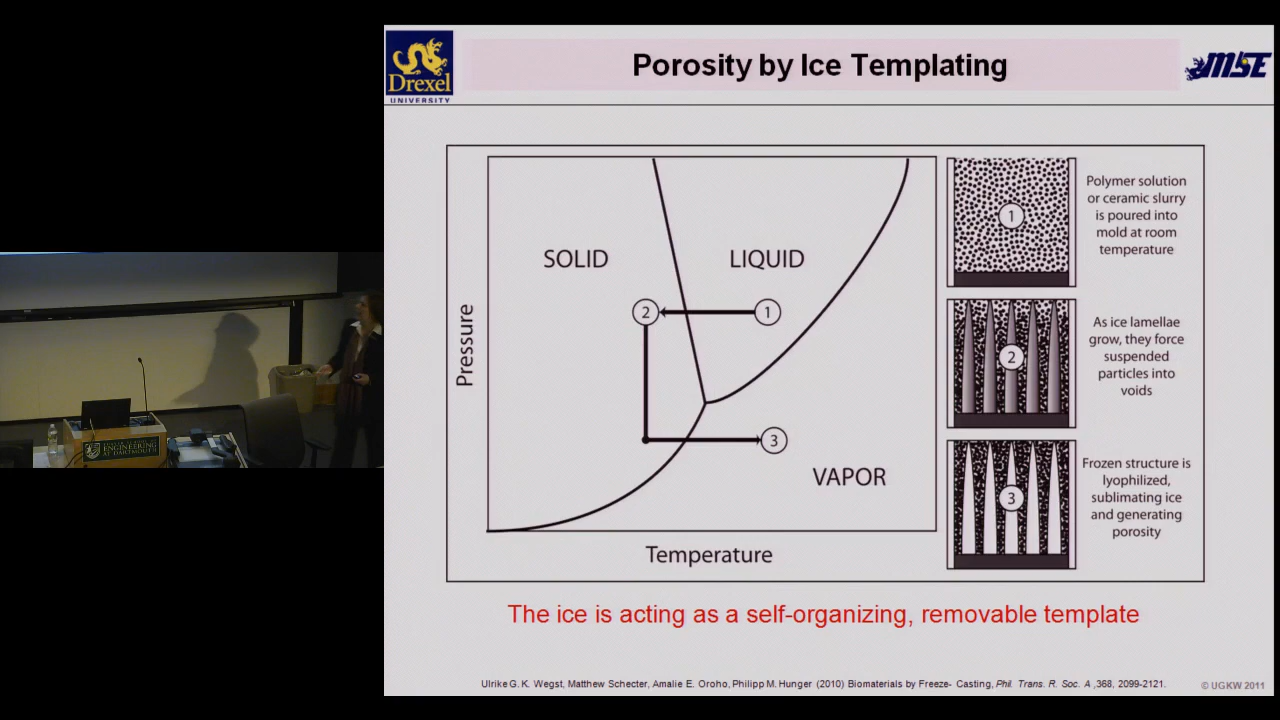 Drexel
UNIVERSITY
Porosity by Ice Templating
MSE
Pressure
SOLID
LIQUID
VAPOR
2
1
3
Temperature
1
Polymer solution
or ceramic slurry
is poured into
mold at room
temperature
2
As ice lamellae
grow, they force
suspended
particles into
voids
3
Frozen structure is
lyophilized,
sublimating ice
and generating
porosity
The ice is acting as a self-organizing, removable template
Ulrike G. K. Wegst, Matthew Schecter, Amalie E. Oroho, Philipp M. Hunger (2010) Biomaterials by Freeze- Casting, Phil. Trans. R. Soc. A ,368, 2099-2121.
© UGKW 2011
ENGINEERING
AT DARTMOUTH